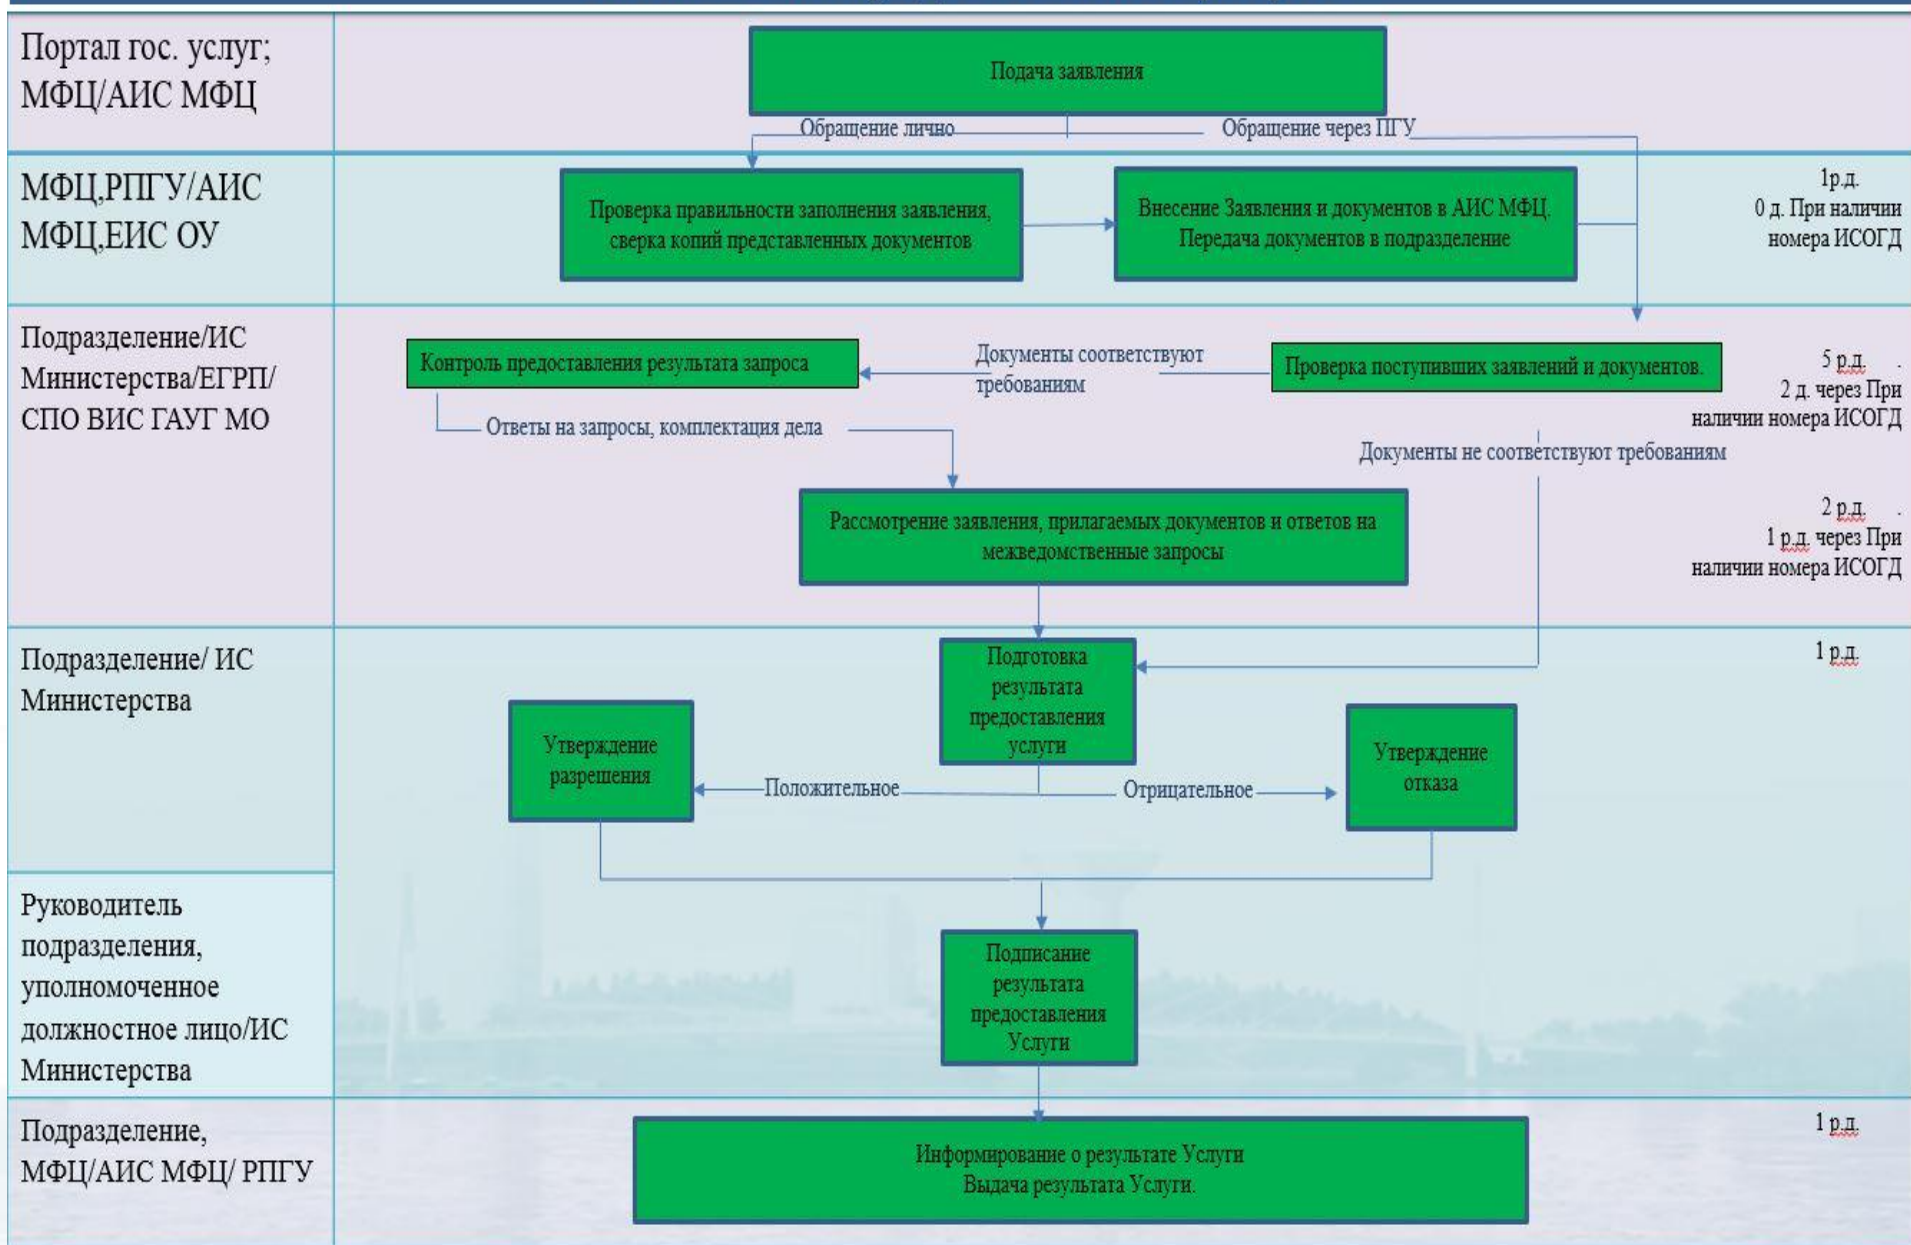 Портал гос. услуг;
МФЦ/АИС МФЦ
Подача заявления
Обращение лично
Обращение через ПГУ
МФЦ,РПГУ/АИС
МФЦ,ЕИС ОУ
Проверка правильности заполнения заявления,
сверка копий представленных документов
Внесение Заявления и документов в АИС МФЦ.
Передача документов в подразделение
1р.д.
0 д. При наличии
номера ИСОГД
Подразделение/ИС
Министерства/ЕГРП/
СПО ВИС ГАУГ МО
Контроль предоставления результата запроса
Документы соответствуют
требованиям
Проверка поступивших заявлений и документов.
5 р.д. .
2 д. через При
наличии номера ИСОГД
Ответы на запросы, комплектация дела
Документы не соответствуют требованиям
Рассмотрение заявления, прилагаемых документов и ответов на
межведомственные запросы
2 р.д. .
1 р.д. через При
наличии номера ИСОГД
Подразделение/ ИС
Министерства
Подготовка
результата
предоставления
услуги
1 р.д.
Утверждение
разрешения
Положительное
Отрицательное
Утверждение
отказа
Руководитель
подразделения,
уполномоченное
должностное лицо/ИС
Министерства
Подписание
результата
предоставления
Услуги
Подразделение,
МФЦ/АИС МФЦ/ РПГУ
Информирование о результате Услуги
Выдача результата Услуги.
1 р.д.